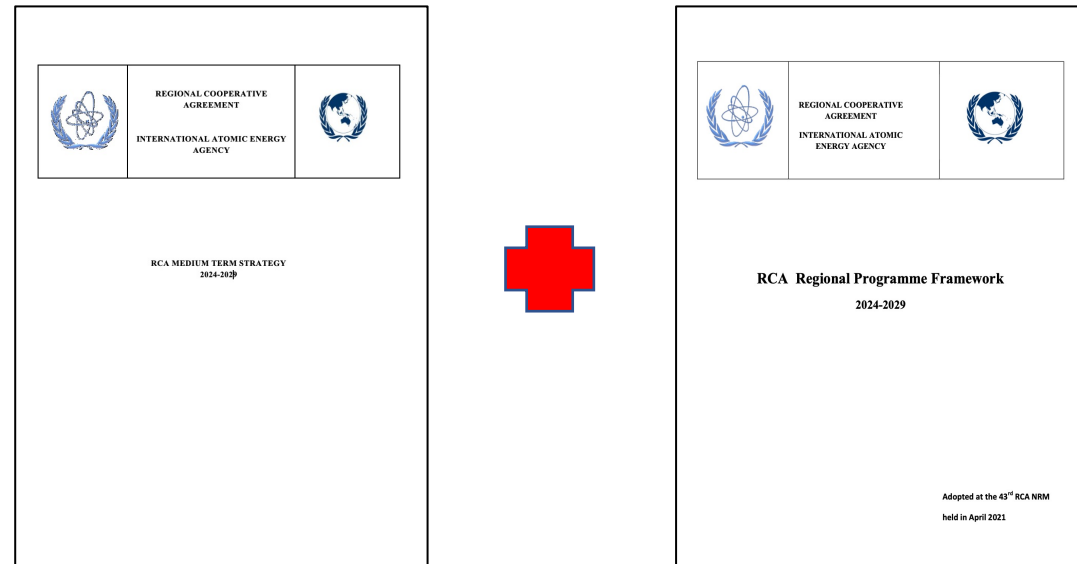 REGIONAL COOPERATIVE
AGREEMENT
INTERNATIONAL ATOMIC ENERGY
AGENCY
RCA MEDIUM TERM STRATEGY
2024-2029
REGIONAL COOPERATIVE
AGREEMENT
INTERNATIONAL ATOMIC
ENERGY AGENCY
RCA Regional Programme Framework
2024-2029
Adopted at the 43rd RCA NRM
held in April 2021